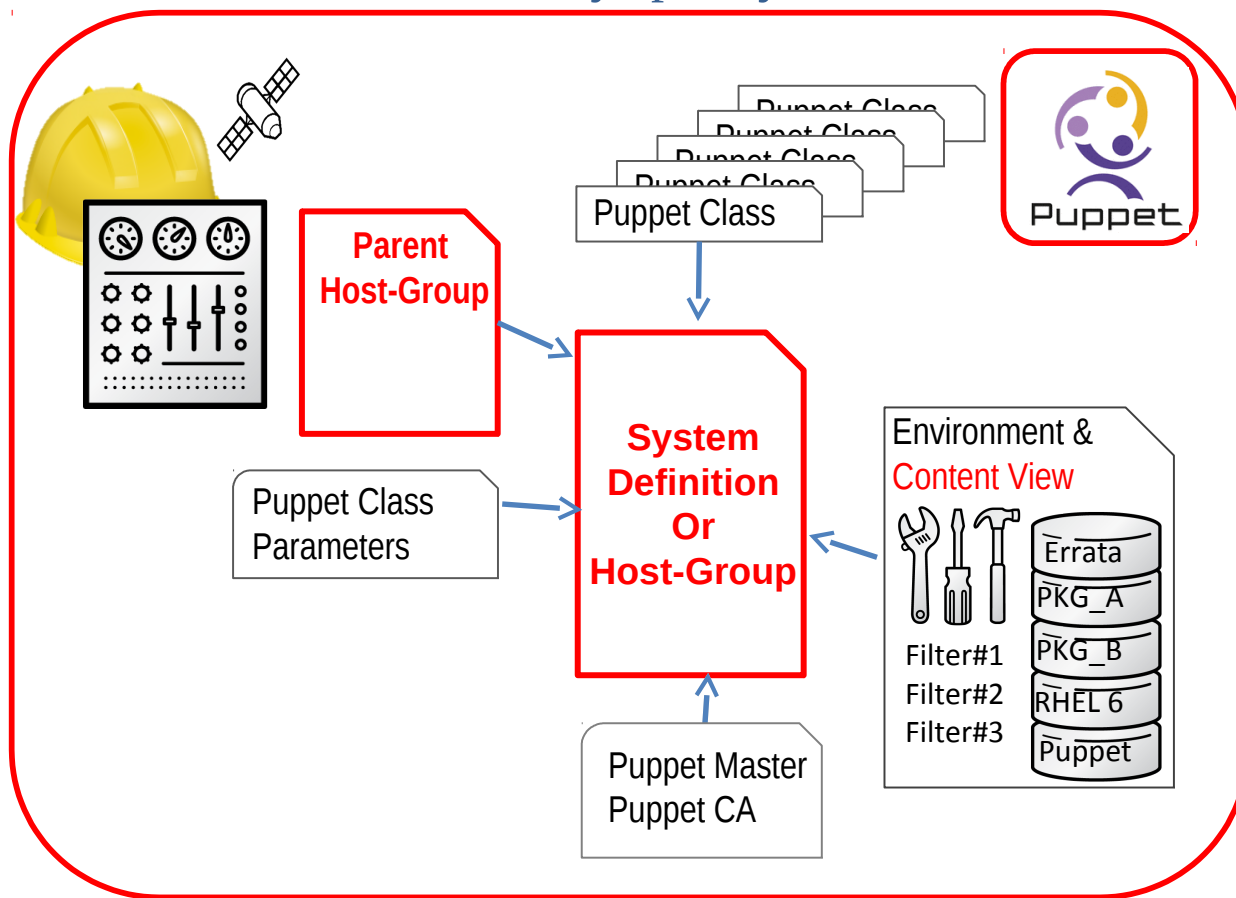 Puppet Class
Puppet Class
Puppet Class
Puppet Class
Puppet Class
Puppet
Parent
Host-Group
System
Definition
Or
Host-Group
Puppet Class
Parameters
Environment &
Content View
Errata
PKG_A
PKG_B
RHEL 6
Puppet
Filter#1
Filter#2
Filter#3
Puppet Master
Puppet CA